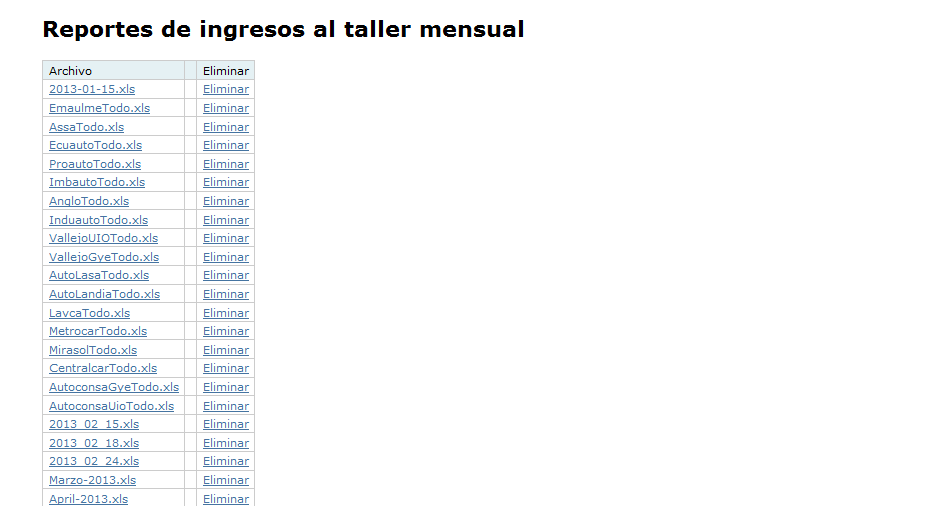 Reportes de ingresos al taller mensual
Archivo Eliminar
2013-01-15.xls Eliminar
EmaulmeTodo.xls Eliminar
AssaTodo.xls Eliminar
EcuautoTodo.xls Eliminar
ProautoTodo.xls Eliminar
ImbautoTodo.xls Eliminar
AngloTodo.xls Eliminar
InduautoTodo.xls Eliminar
VallejoUIOTodo.xls Eliminar
VallejoGyeTodo.xls Eliminar
AutoLasaTodo.xls Eliminar
AutoLandiaTodo.xls Eliminar
LavcaTodo.xls Eliminar
MetrocarTodo.xls Eliminar
MirasolTodo.xls Eliminar
CentralcarTodo.xls Eliminar
AutoconsaGyeTodo.xls Eliminar
AutoconsaUioTodo.xls Eliminar
2013_02_15.xls Eliminar
2013_02_18.xls Eliminar
2013_02_24.xls Eliminar
Marzo-2013.xls Eliminar
April-2013.xls Eliminar